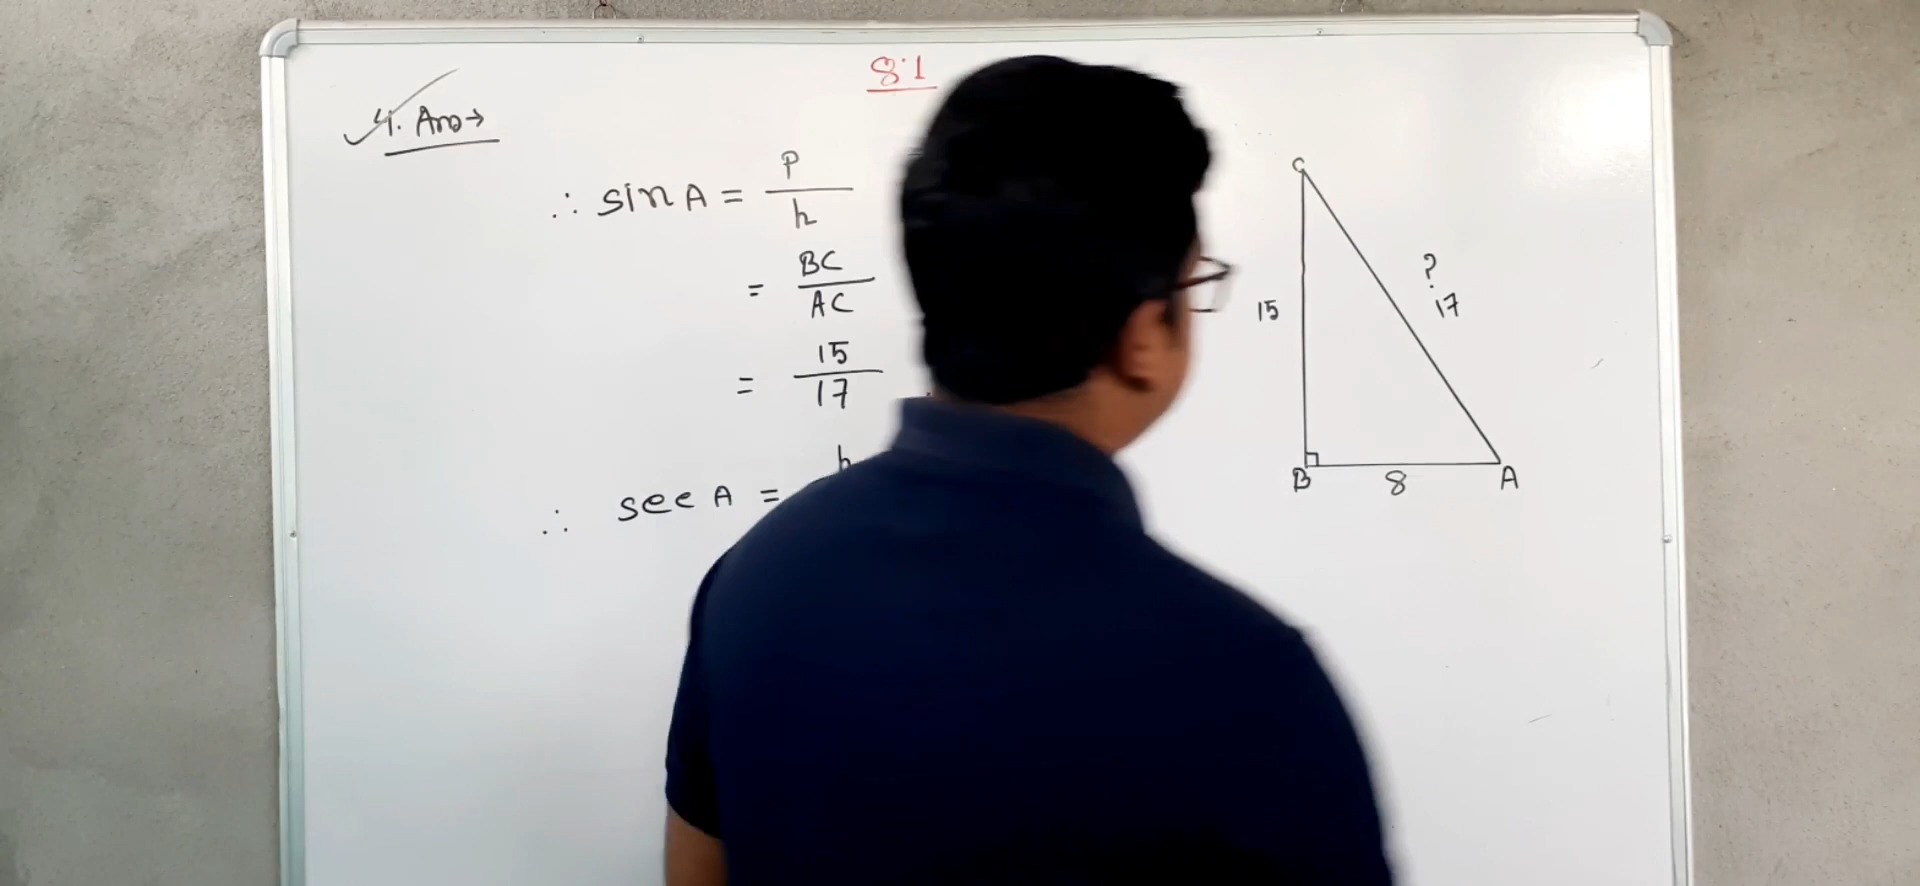 8.1
4. Ans→
∴ sin A = P/h
= BC/AC
= 15/17
∴ sec A = h
C
?
15
17
B
8
A